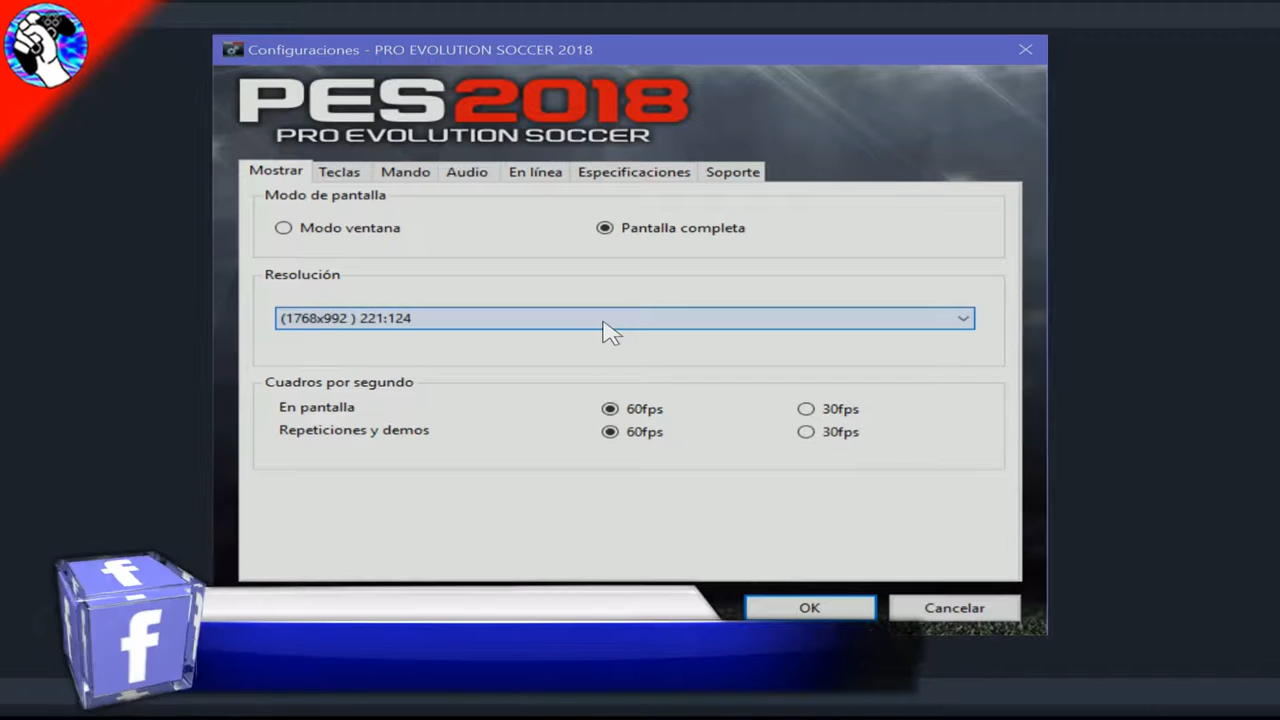 Configuraciones - PRO EVOLUTION SOCCER 2018
PES2018
PRO EVOLUTION SOCCER
Mostrar Teclas Mando Audio En línea Especificaciones Soporte
Modo de pantalla
Modo ventana Pantalla completa
Resolución
(1768x992 ) 221:124
Cuadros por segundo
En pantalla 60fps 30fps
Repeticiones y demos 60fps 30fps
OK Cancelar
f
f